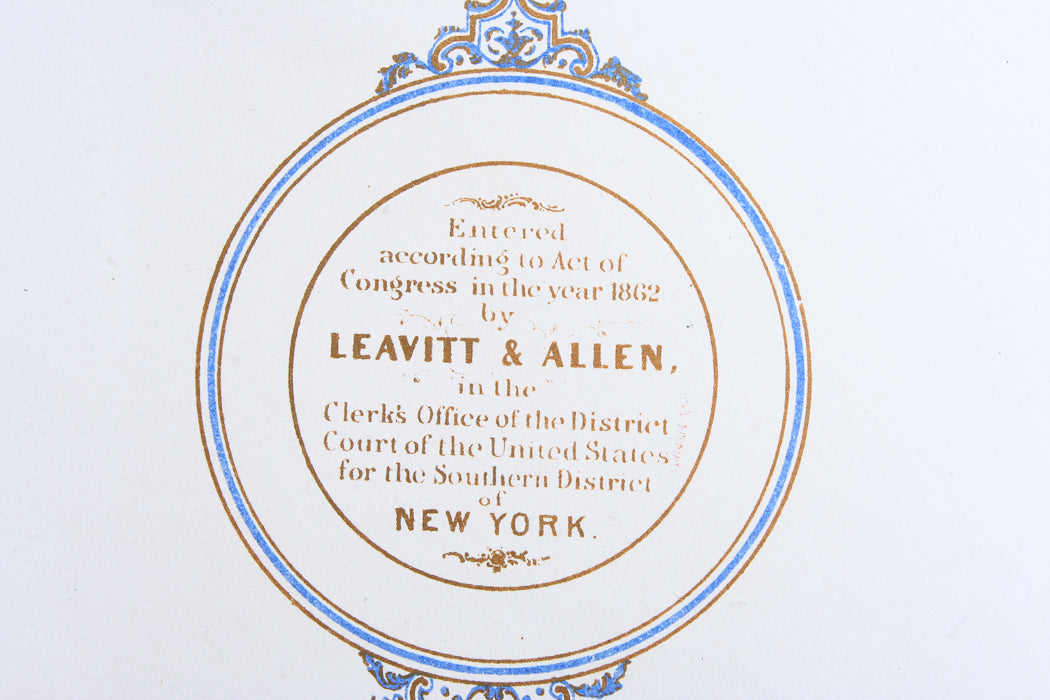 Entered
according to Act of
Congress in the year 1862
by
LEAVITT & ALLEN,
in the
Clerk's Office of the District
Court of the United States
for the Southern District
of
NEW YORK.